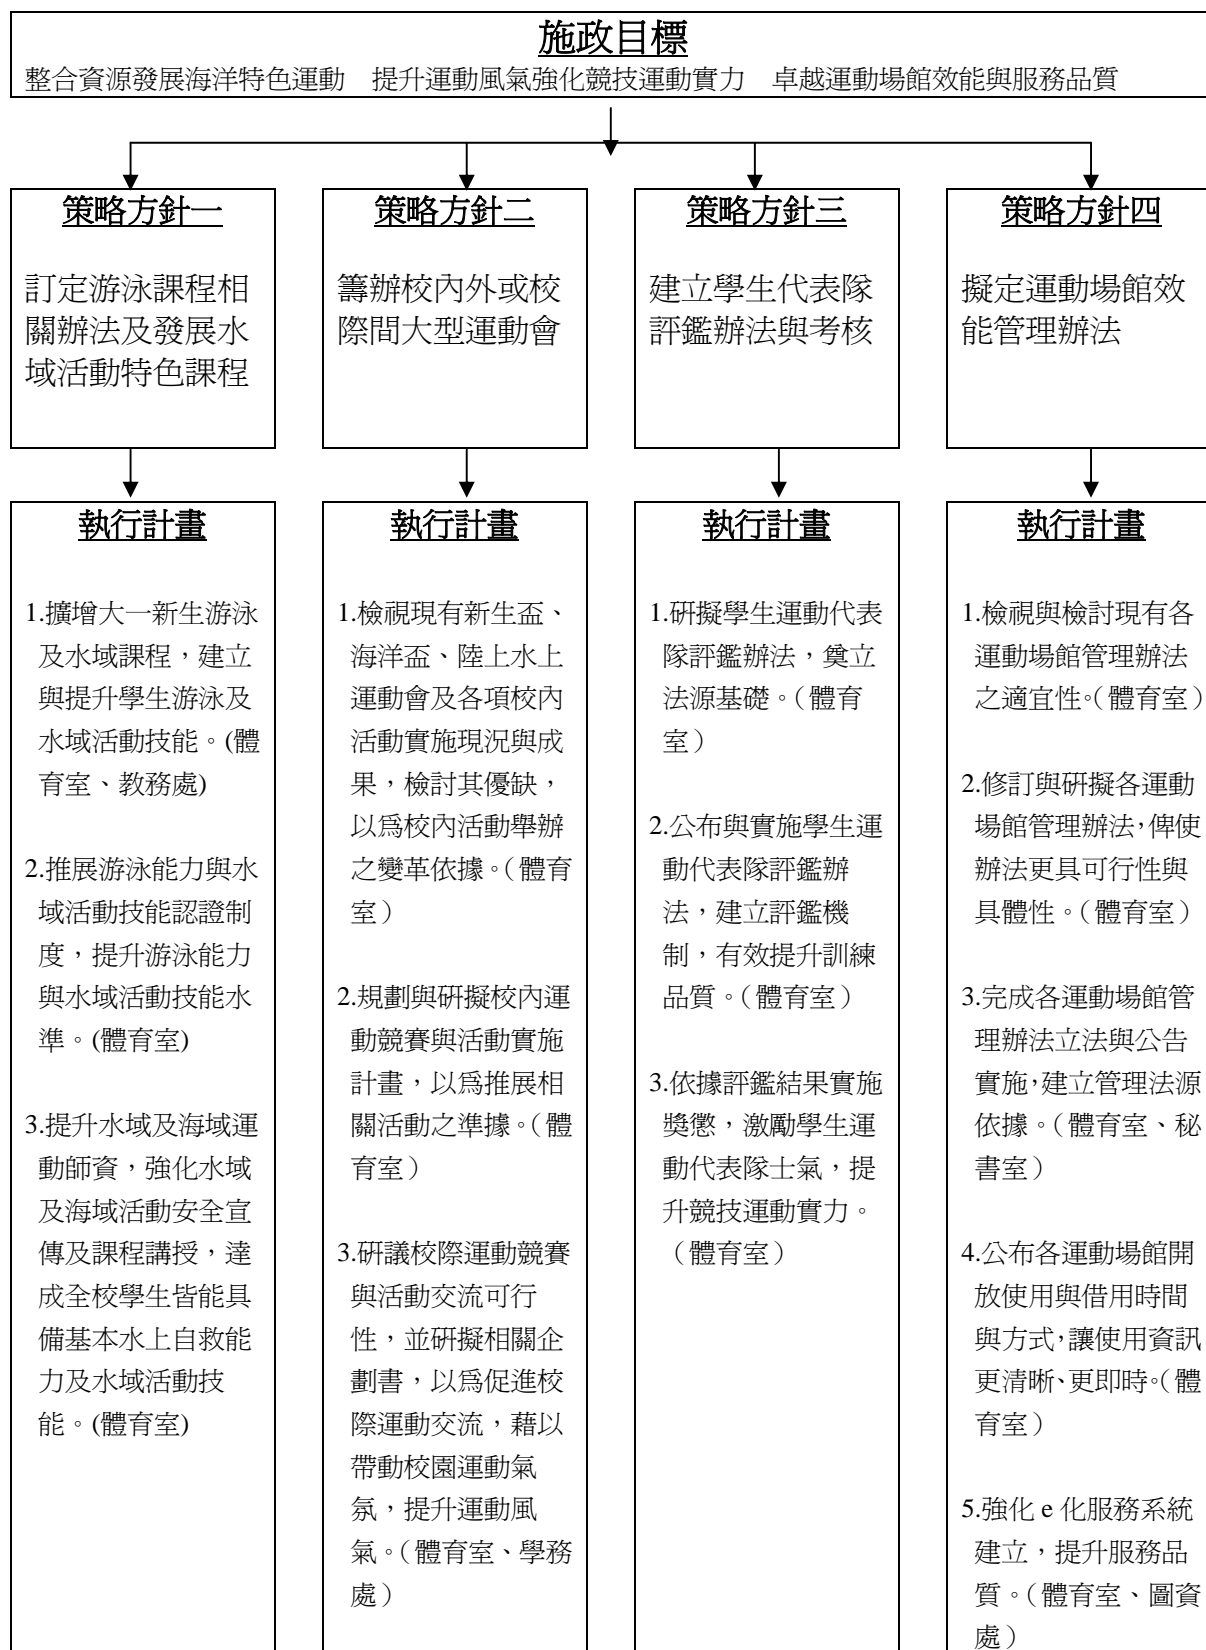 施政目標
整合資源發展海洋特色運動　提升運動風氣強化競技運動實力　卓越運動場館效能與服務品質
策略方針一
訂定游泳課程相
關辦法及發展水
域活動特色課程
策略方針二
籌辦校內外或校
際間大型運動會
策略方針三
建立學生代表隊
評鑑辦法與考核
策略方針四
擬定運動場館效
能管理辦法
執行計畫
1.擴增大一新生游泳
及水域課程，建立
與提升學生游泳及
水域活動技能。(體
育室、教務處)
2.推展游泳能力與水
域活動技能認證制
度，提升游泳能力
與水域活動技能水
準。(體育室)
3.提升水域及海域運
動師資，強化水域
及海域活動安全宣
傳及課程講授，達
成全校學生皆能具
備基本水上自救能
力及水域活動技
能。(體育室)
執行計畫
1.檢視現有新生盃、
海洋盃、陸上水上
運動會及各項校內
活動實施現況與成
果，檢討其優缺，
以為校內活動舉辦
之變革依據。（體育
室）
2.規劃與研擬校內運
動競賽與活動實施
計畫，以為推展相
關活動之準據。（體
育室）
3.研議校際運動競賽
與活動交流可行
性，並研擬相關企
劃書，以為促進校
際運動交流，藉以
帶動校園運動氣
氛，提升運動風
氣。（體育室、學務
處）
執行計畫
1.研擬學生運動代表
隊評鑑辦法，奠立
法源基礎。（體育
室）
2.公布與實施學生運
動代表隊評鑑辦
法，建立評鑑機
制，有效提升訓練
品質。（體育室）
3.依據評鑑結果實施
獎懲，激勵學生運
動代表隊士氣，提
升競技運動實力。
（體育室）
執行計畫
1.檢視與檢討現有各
運動場館管理辦法
之適宜性。（體育室）
2.修訂與研擬各運動
場館管理辦法，俾使
辦法更具可行性與
具體性。（體育室）
3.完成各運動場館管
理辦法立法與公告
實施，建立管理法源
依據。（體育室、秘
書室）
4.公布各運動場館開
放使用與借用時間
與方式，讓使用資訊
更清晰、更即時。（體
育室）
5.強化 e 化服務系統
建立，提升服務品
質。（體育室、圖資
處）